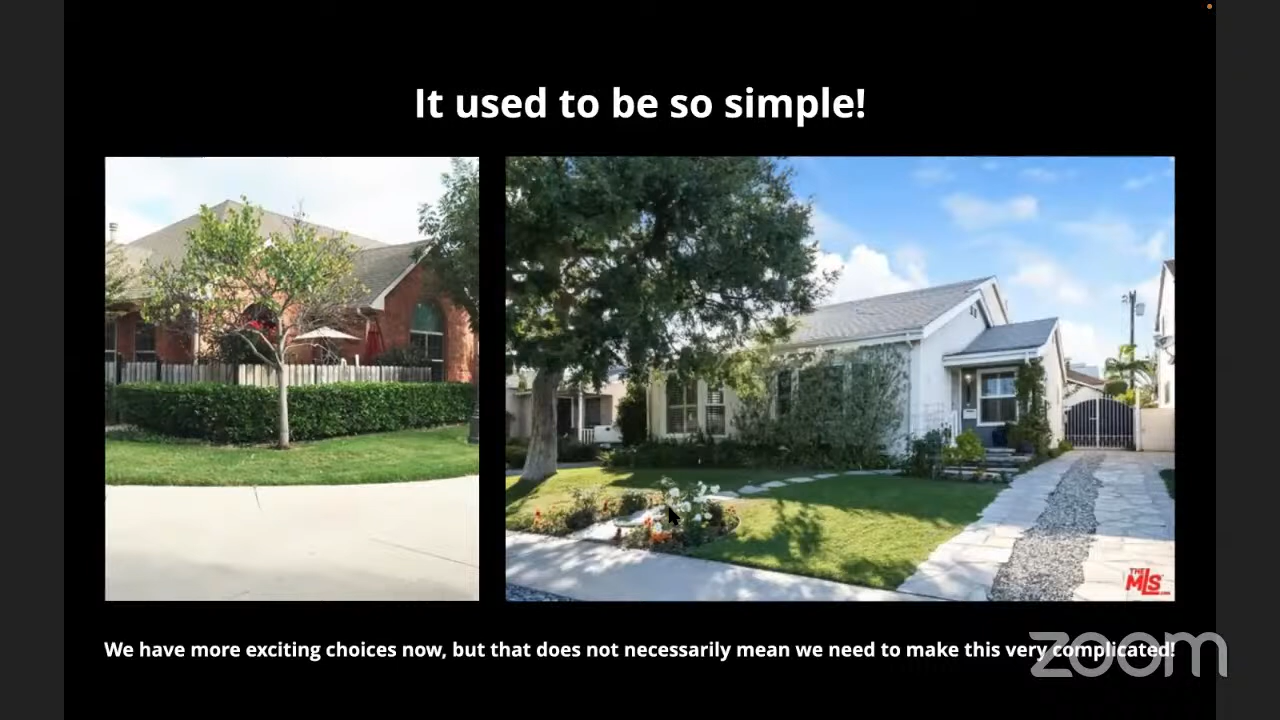 It used to be so simple!
THE
MLS
.COM
We have more exciting choices now, but that does not necessarily mean we need to make this very complicated!
zoom